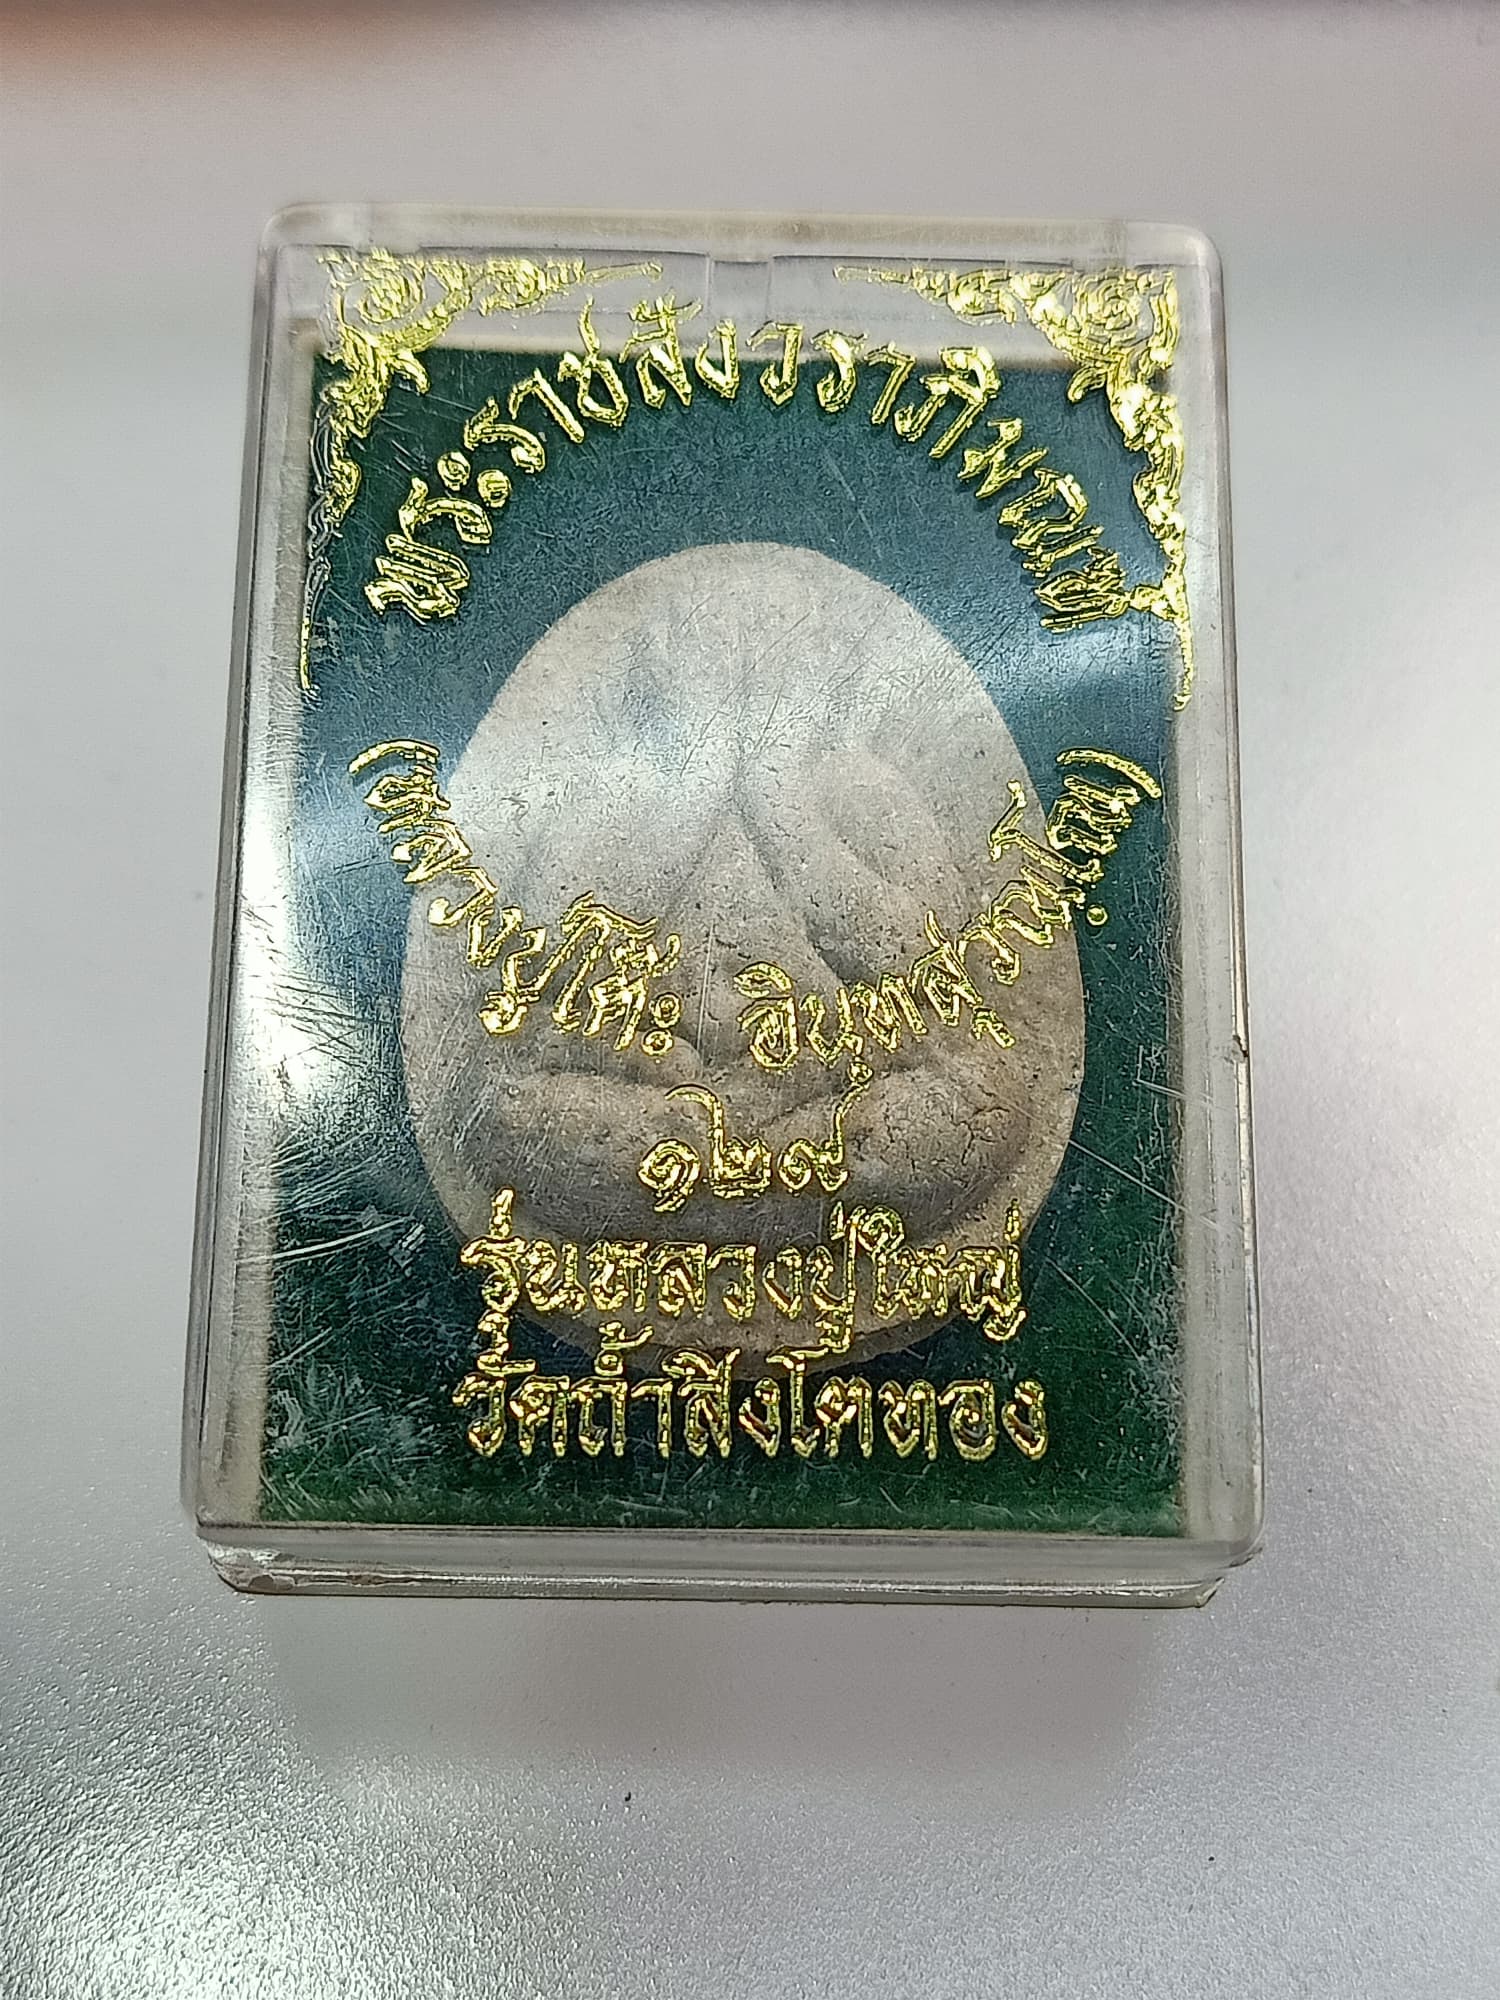 พระราชสังวราภิมณฑ์
(หลวงปู่โต๊ะ อินฺทสุวณฺโณ)
๑๒๙
รุ่นหลวงปู่ใหญ่
วัดถ้ำสิงโตทอง